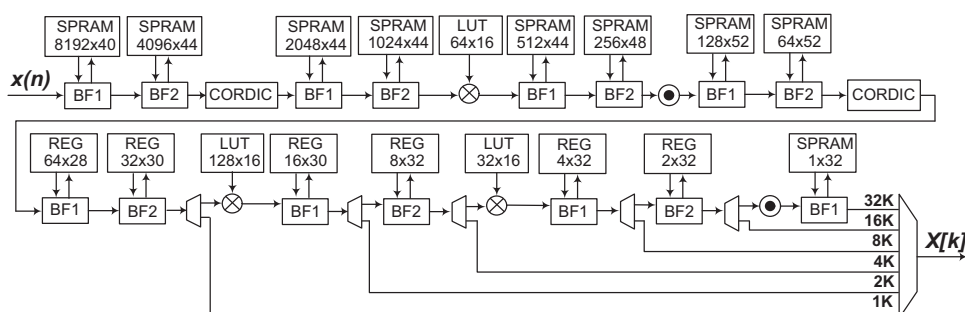 SPRAM
8192x40
SPRAM
4096x44
SPRAM
2048x44
SPRAM
1024x44
LUT
64x16
SPRAM
512x44
SPRAM
256x48
SPRAM
128x52
SPRAM
64x52
x(n)
BF1
BF2
CORDIC
BF1
BF2
BF1
BF2
BF1
BF2
CORDIC
REG
64x28
REG
32x30
LUT
128x16
REG
16x30
REG
8x32
LUT
32x16
REG
4x32
REG
2x32
SPRAM
1x32
BF1
BF2
BF1
BF2
BF1
BF2
BF1
32K
16K
8K
4K
2K
1K
X[k]